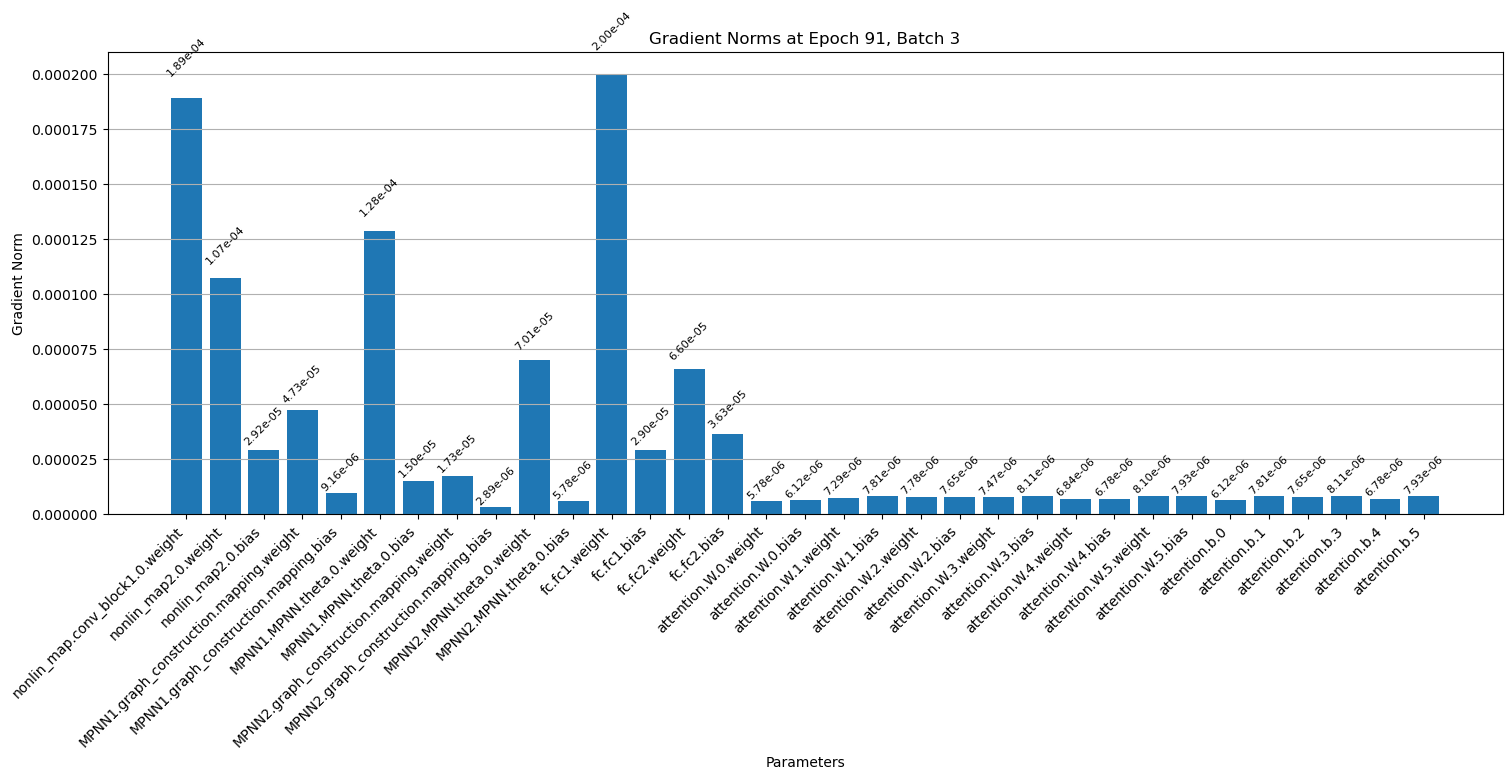 Gradient Norms at Epoch 91, Batch 3
Gradient Norm
0.000200
0.000175
0.000150
0.000125
0.000100
0.000075
0.000050
0.000025
0.000000
1.89e-04
1.07e-04
2.92e-05
4.73e-05
9.16e-06
1.28e-04
1.50e-05
1.73e-05
2.89e-06
7.01e-05
5.78e-06
2.00e-04
2.90e-05
6.60e-05
3.63e-05
5.78e-06
6.12e-06
7.29e-06
7.81e-06
7.78e-06
7.65e-06
7.47e-06
8.11e-06
6.84e-06
6.78e-06
8.10e-06
7.93e-06
6.12e-06
7.81e-06
7.65e-06
8.11e-06
6.78e-06
7.93e-06
nonlin_map.conv_block1.0.weight
nonlin_map2.0.weight
nonlin_map2.0.bias
MPNN1.graph_construction.mapping.weight
MPNN1.graph_construction.mapping.bias
MPNN1.MPNN.theta.0.weight
MPNN1.MPNN.theta.0.bias
MPNN2.graph_construction.mapping.weight
MPNN2.graph_construction.mapping.bias
MPNN2.MPNN.theta.0.weight
MPNN2.MPNN.theta.0.bias
fc.fc1.weight
fc.fc1.bias
fc.fc2.weight
fc.fc2.bias
attention.W.0.weight
attention.W.0.bias
attention.W.1.weight
attention.W.1.bias
attention.W.2.weight
attention.W.2.bias
attention.W.3.weight
attention.W.3.bias
attention.W.4.weight
attention.W.4.bias
attention.W.5.weight
attention.W.5.bias
attention.b.0
attention.b.1
attention.b.2
attention.b.3
attention.b.4
attention.b.5
Parameters